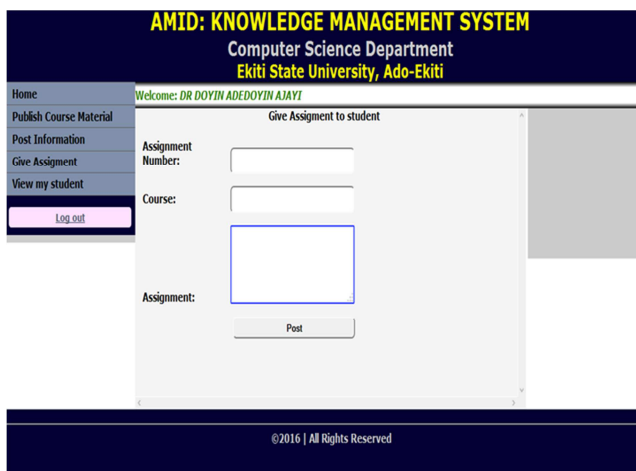 AMID: KNOWLEDGE MANAGEMENT SYSTEM
Computer Science Department
Ekiti State University, Ado-Ekiti
Home
Publish Course Material
Post Information
Give Assigment
View my student
Log out
Welcome: DR DOYIN ADEDOYIN AJAYI
Give Assigment to student
Assignment
Number:
Course:
Assignment:
Post
©2016 | All Rights Reserved